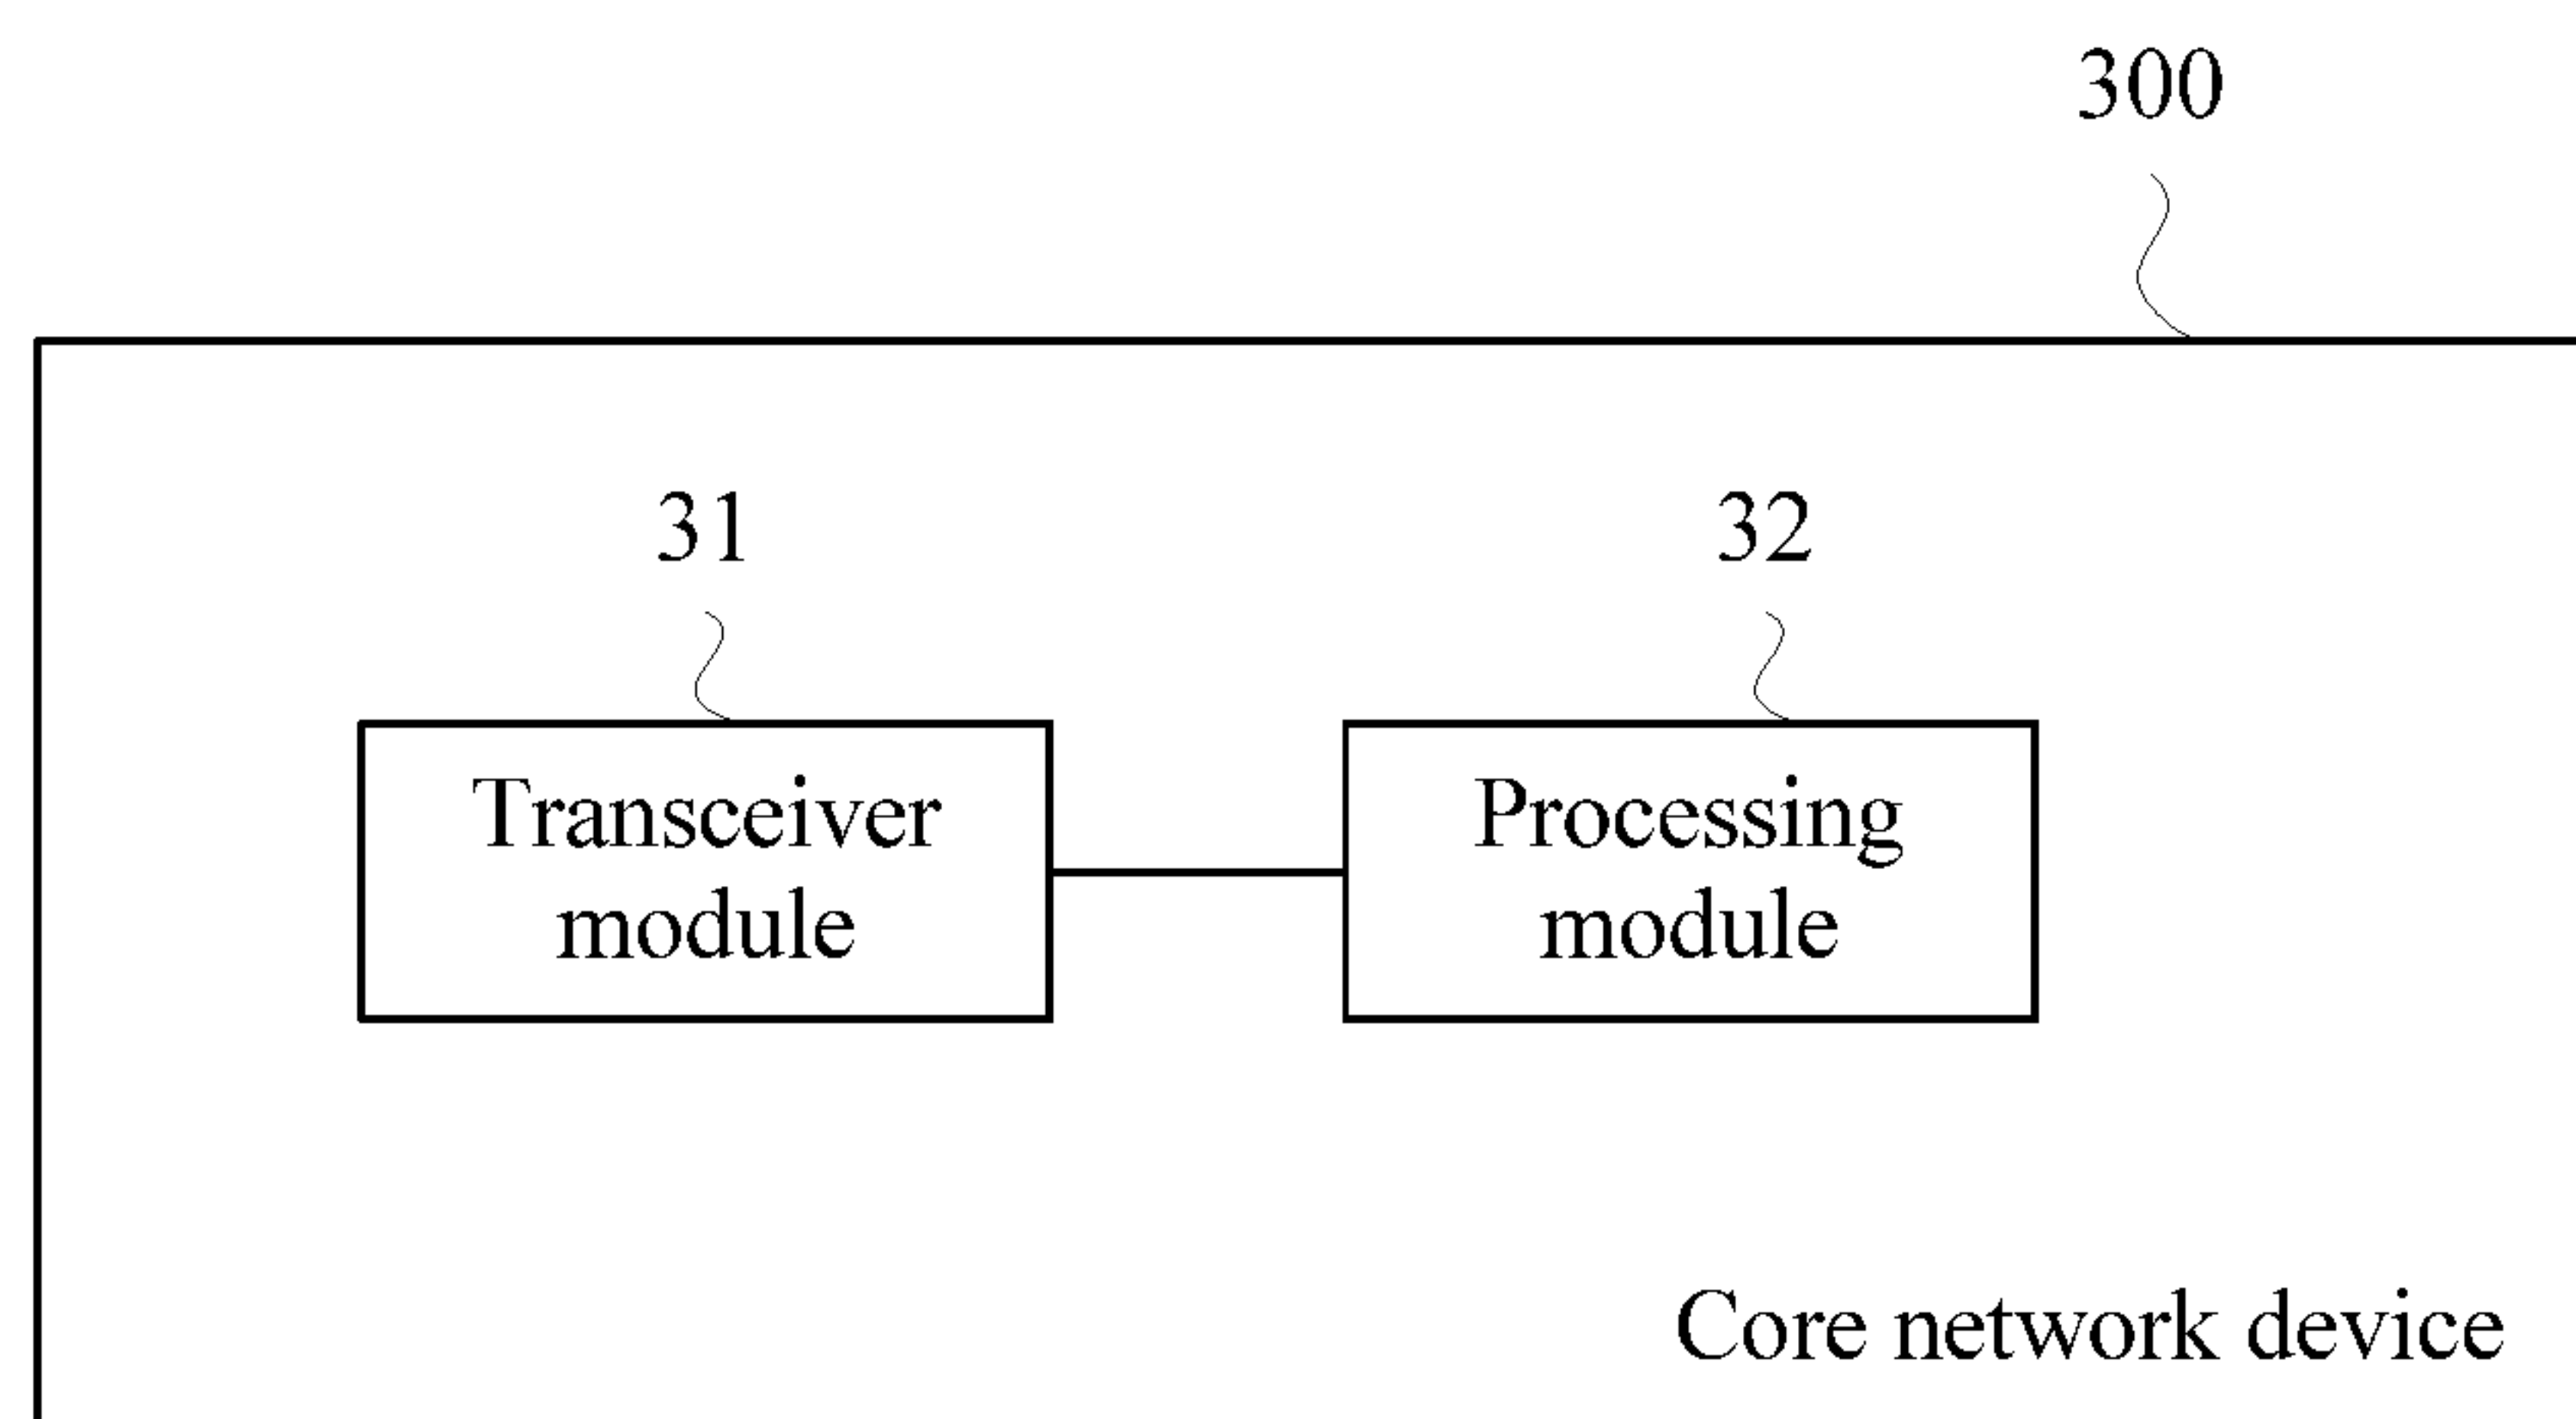 300
31
32
Transceiver
module
Processing
module
Core network device